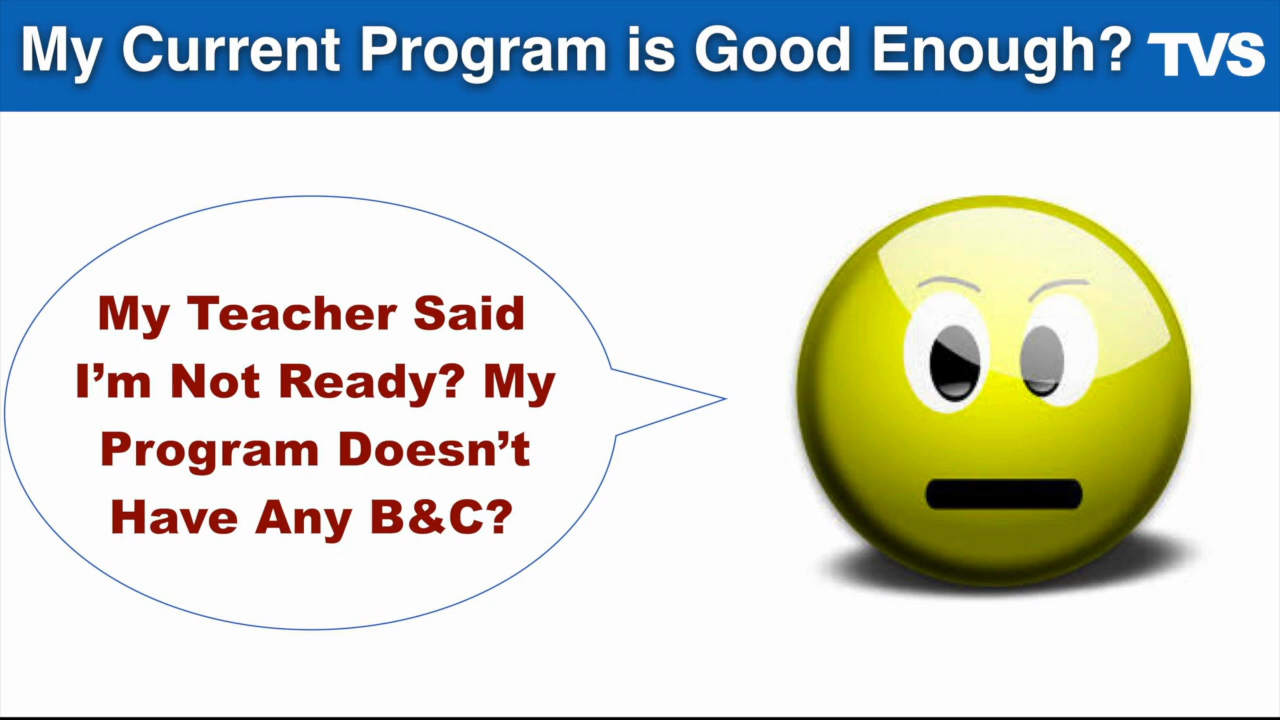 My Current Program is Good Enough? TVS
My Teacher Said
I’m Not Ready? My
Program Doesn’t
Have Any B&C?